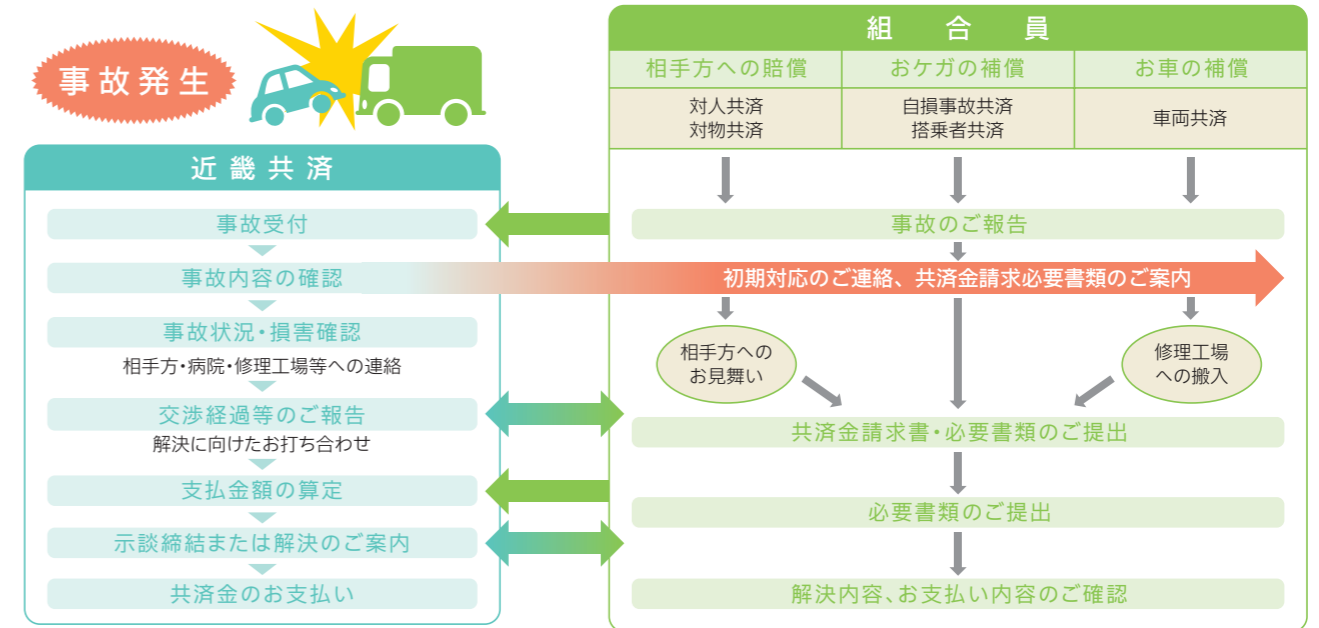 事故発生
近畿共済
事故受付
事故内容の確認
事故状況・損害確認
相手方・病院・修理工場等への連絡
交渉経過等のご報告
解決に向けたお打ち合わせ
支払金額の算定
示談締結または解決のご案内
共済金のお支払い
組合員
相手方への賠償
おケガの補償
お車の補償
対人共済
対物共済
自損事故共済
搭乗者共済
車両共済
事故のご報告
初期対応のご連絡、共済金請求必要書類のご案内
相手方への
お見舞い
修理工場
への搬入
共済金請求書・必要書類のご提出
必要書類のご提出
解決内容、お支払い内容のご確認